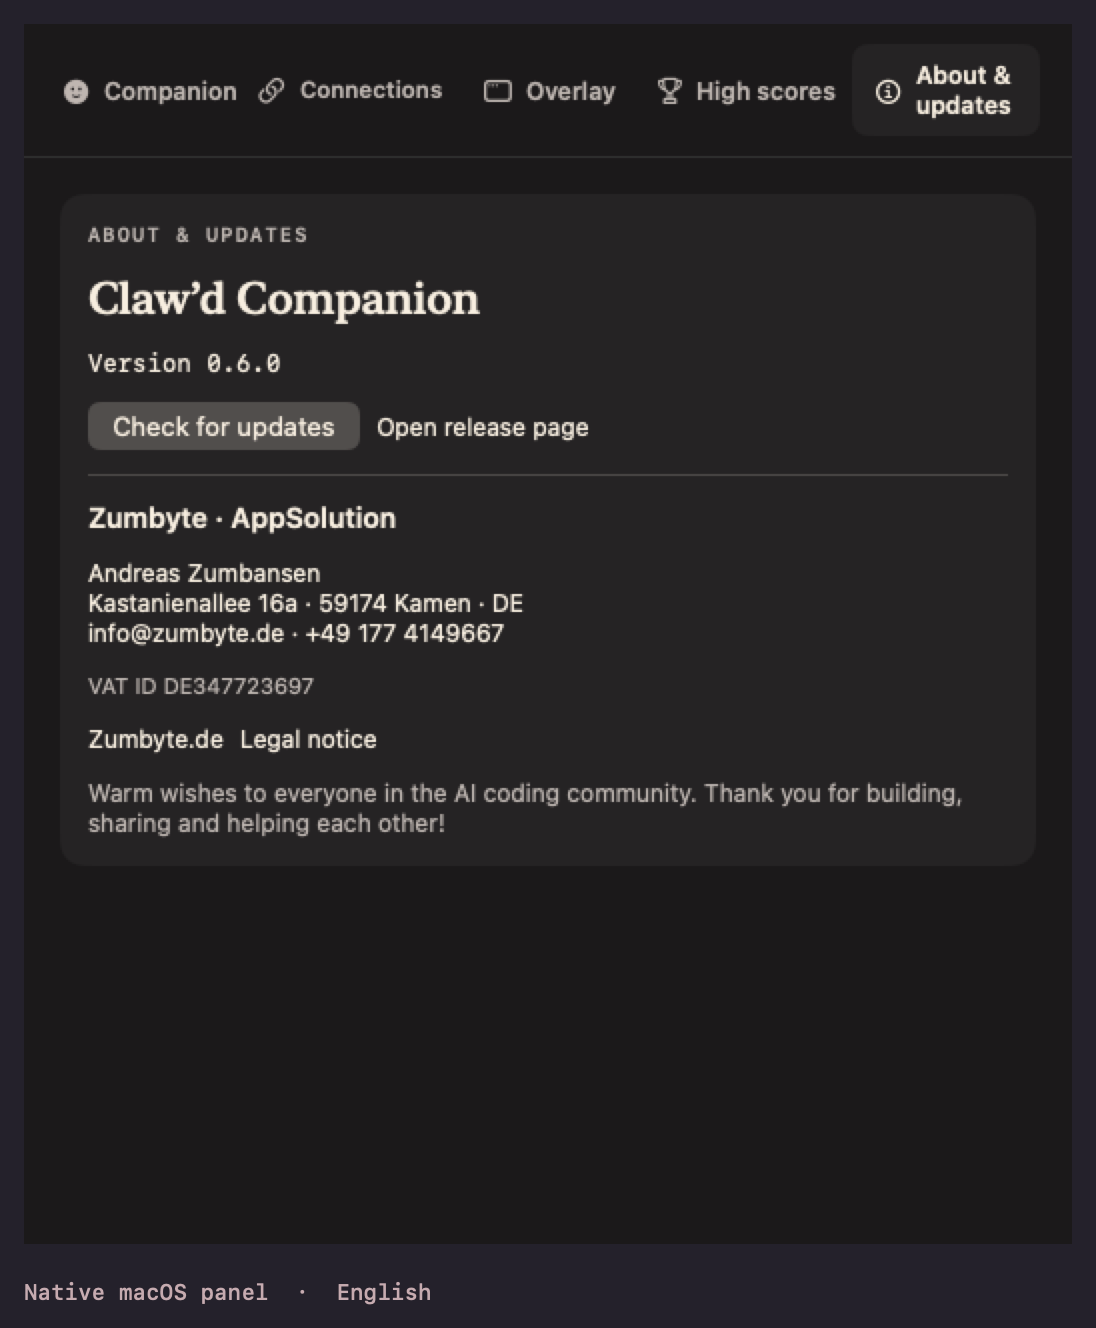 Companion
Connections
Overlay
High scores
About &
updates
ABOUT & UPDATES
Claw’d Companion
Version 0.6.0
Check for updates
Open release page
Zumbyte · AppSolution
Andreas Zumbansen
Kastanienallee 16a · 59174 Kamen · DE
info@zumbyte.de · +49 177 4149667
VAT ID DE347723697
Zumbyte.de Legal notice
Warm wishes to everyone in the AI coding community. Thank you for building,
sharing and helping each other!
Native macOS panel · English